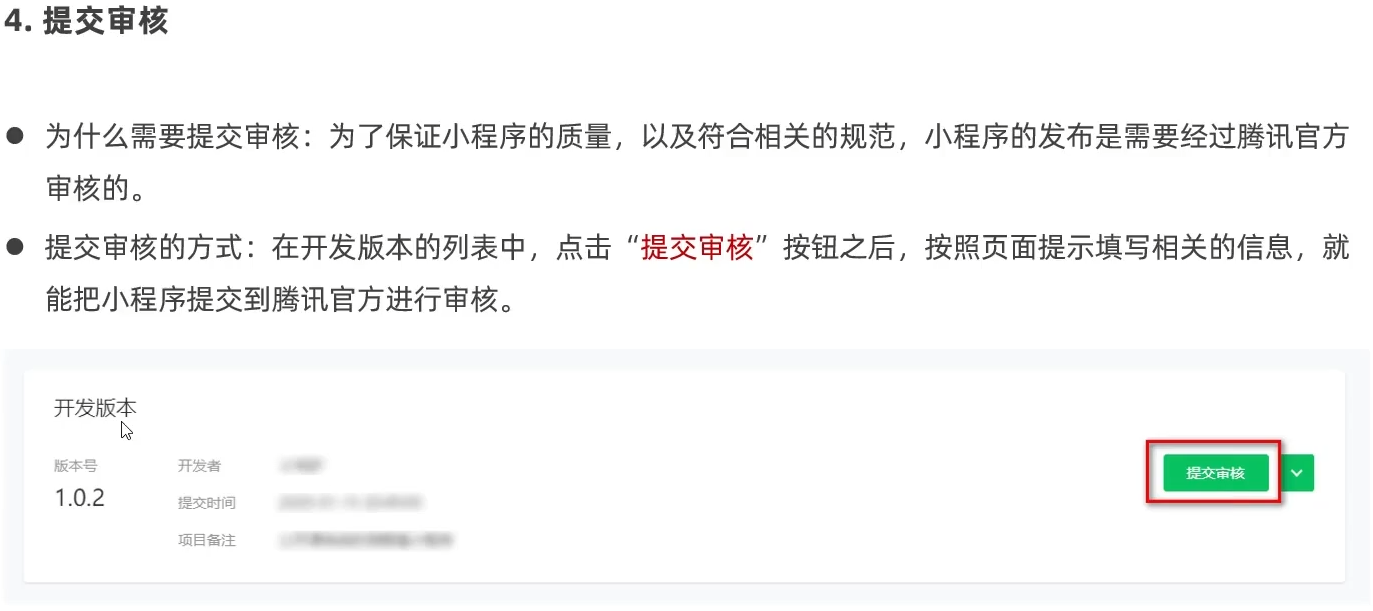 4. 提交审核
● 为什么需要提交审核：为了保证小程序的质量，以及符合相关的规范，小程序的发布是需要经过腾讯官方
审核的。
● 提交审核的方式：在开发版本的列表中，点击“提交审核”按钮之后，按照页面提示填写相关的信息，就
能把小程序提交到腾讯官方进行审核。
开发版本
版本号
1.0.2
开发者
提交时间
项目备注
提交审核